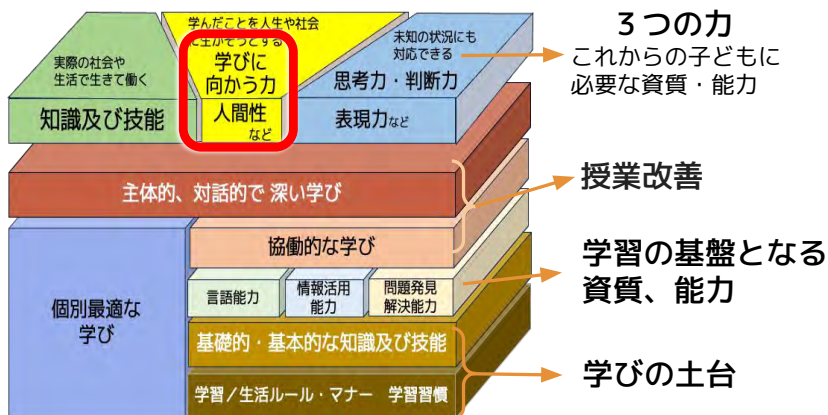 学んだことを人生や社会
に生かそうとする
学びに
向かう力
人間性
など
実際の社会や
生活で生きて働く
知識及び技能
未知の状況にも
対応できる
思考力・判断力
表現力など
3つの力
これからの子どもに
必要な資質・能力
主体的、対話的で 深い学び
授業改善
協働的な学び
個別最適な
学び
言語能力
情報活用
能力
問題発見
解決能力
学習の基盤となる
資質、能力
基礎的・基本的な知識及び技能
学習/生活ルール・マナー 学習習慣
学びの土台